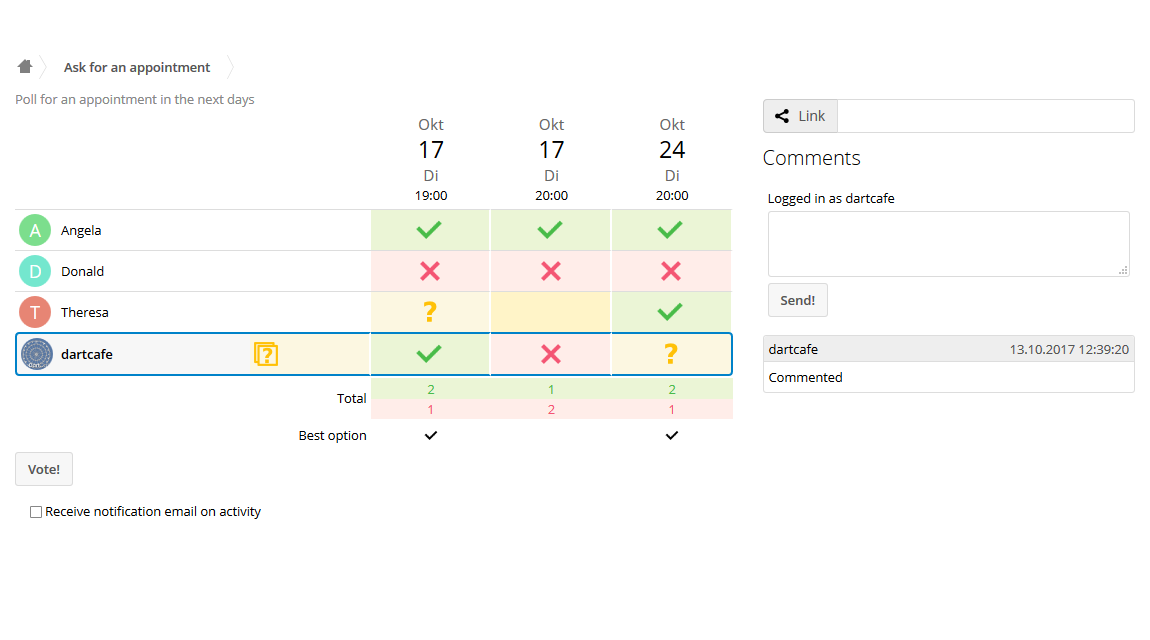 Ask for an appointment
Poll for an appointment in the next days
Okt Okt Okt
17 17 24
Di Di Di
19:00 20:00 20:00
A Angela
D Donald
T Theresa
?
dartcafe ? ?
2 1 2
Total
1 2 1
Best option
Vote!
Receive notification email on activity
Link
Comments
Logged in as dartcafe
Send!
dartcafe 13.10.2017 12:39:20
Commented